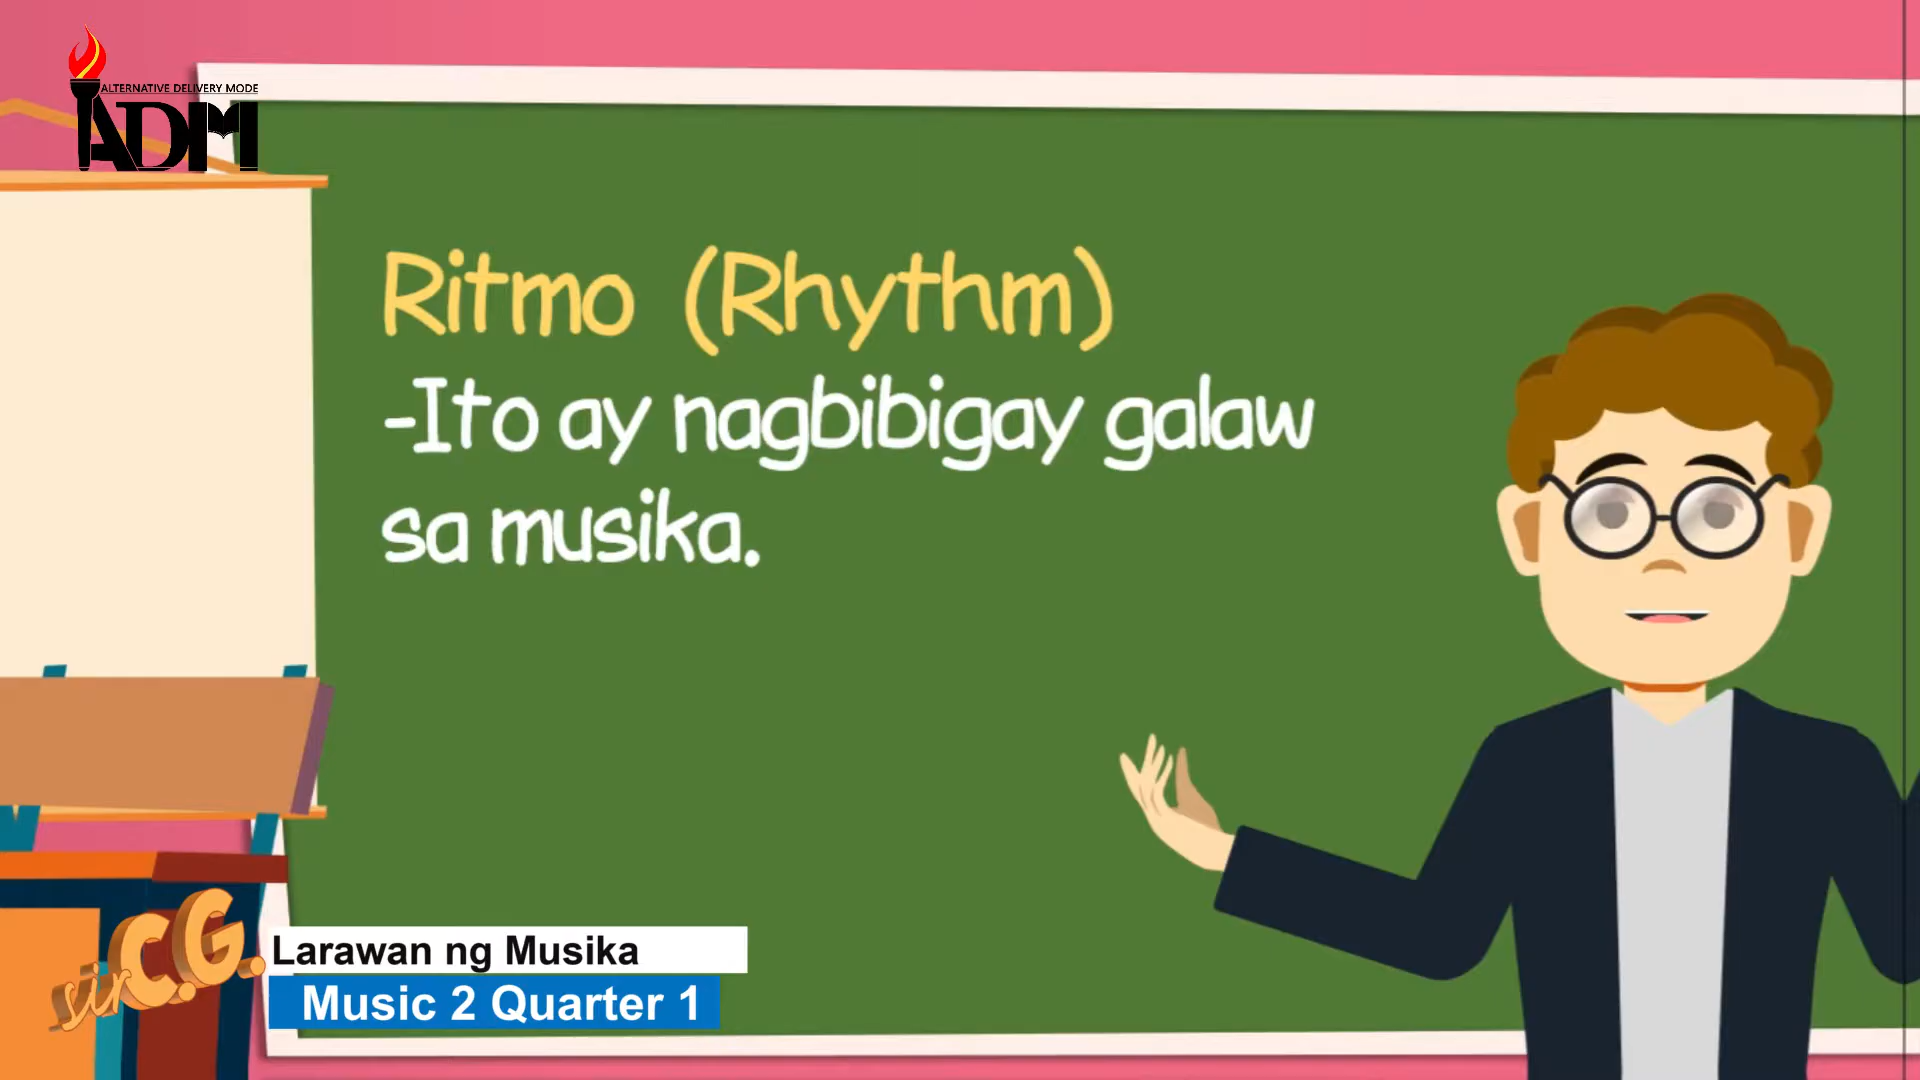 ALTERNATIVE DELIVERY MODE
ADM
Ritmo (Rhythm)
-Ito ay nagbibigay galaw
sa musika.
sir C.G.
Larawan ng Musika
Music 2 Quarter 1